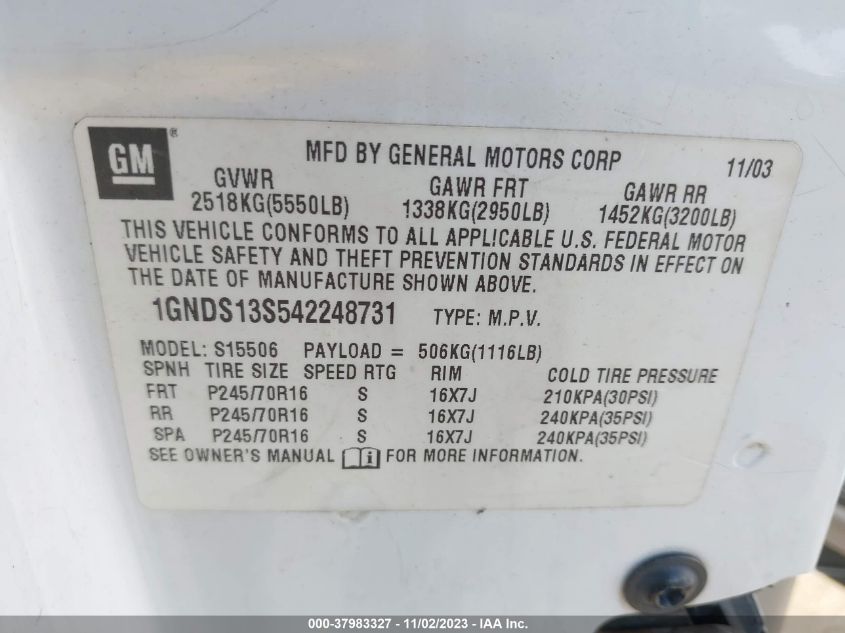 GM®
MFD BY GENERAL MOTORS CORP 11/03
GVWR GAWR FRT GAWR RR
2518KG(5550LB) 1338KG(2950LB) 1452KG(3200LB)
THIS VEHICLE CONFORMS TO ALL APPLICABLE U.S. FEDERAL MOTOR
VEHICLE SAFETY AND THEFT PREVENTION STANDARDS IN EFFECT ON
THE DATE OF MANUFACTURE SHOWN ABOVE.
1GNDS13S542248731 TYPE: M.P.V.
MODEL: S15506 PAYLOAD = 506KG(1116LB)
SPNH TIRE SIZE SPEED RTG RIM COLD TIRE PRESSURE
FRT P245/70R16 S 16X7J 210KPA(30PSI)
RR P245/70R16 S 16X7J 240KPA(35PSI)
SPA P245/70R16 S 16X7J 240KPA(35PSI)
SEE OWNER'S MANUAL i FOR MORE INFORMATION.
000-37983327 - 11/02/2023 - IAA Inc.